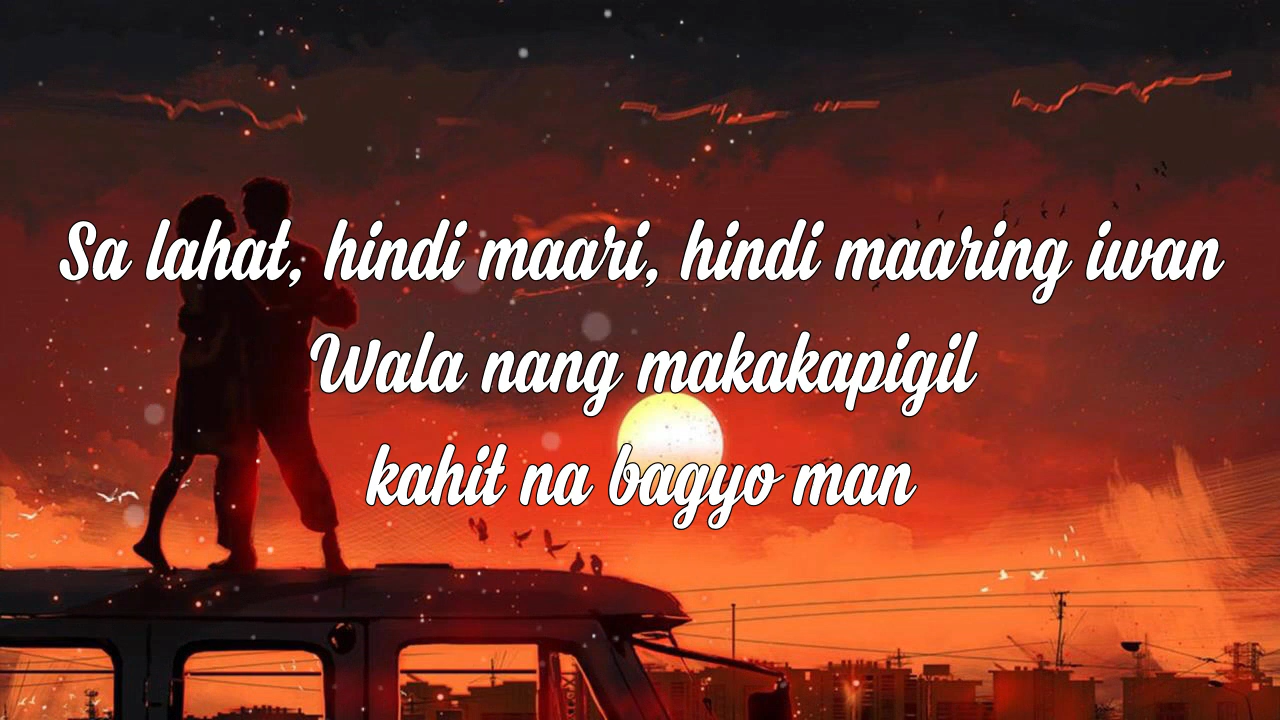 Sa lahat, hindi maari, hindi maaring iwan
Wala nang makakapigil
kahit na bagyo man